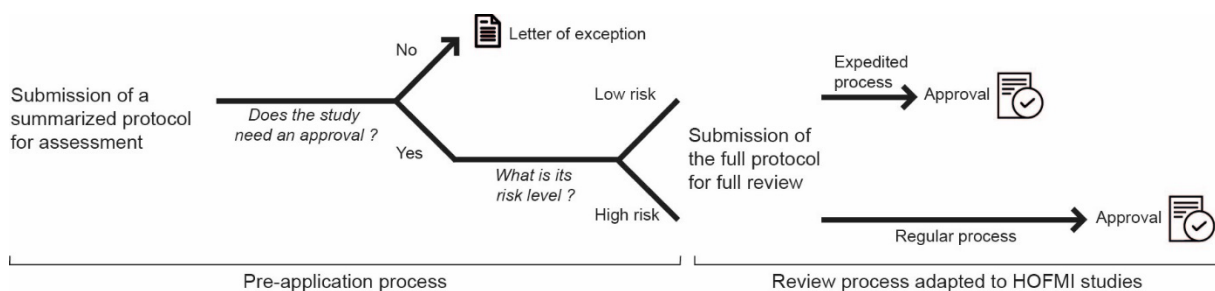 Submission of a
summarized protocol
for assessment
Does the study
need an approval ?
No
Letter of exception
Yes
What is its
risk level ?
Low risk
High risk
Submission of
the full protocol
for full review
Expedited
process
Approval
Regular process
Approval
Pre-application process
Review process adapted to HOFMI studies